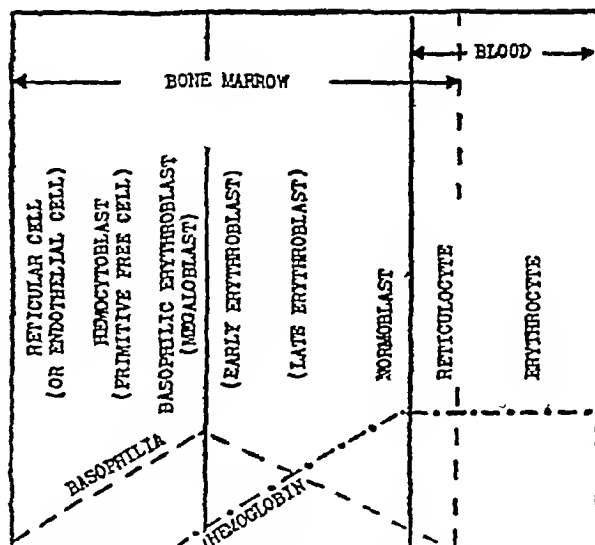 BLOOD
BONE MARROW
RETICULAR CELL
(OR ENDOTHELIAL CELL)
HEMOCYTOBLAST
(PRIMITIVE FREE CELL)
BASOPHILIC ERYTHROBLAST
(MEGALOBLAST)
(EARLY ERYTHROBLAST)
(LATE ERYTHROBLAST)
NORMOBLAST
RETICULOCYTE
ERYTHROCYTE
BASOPHILIA
HEMOGLOBIN